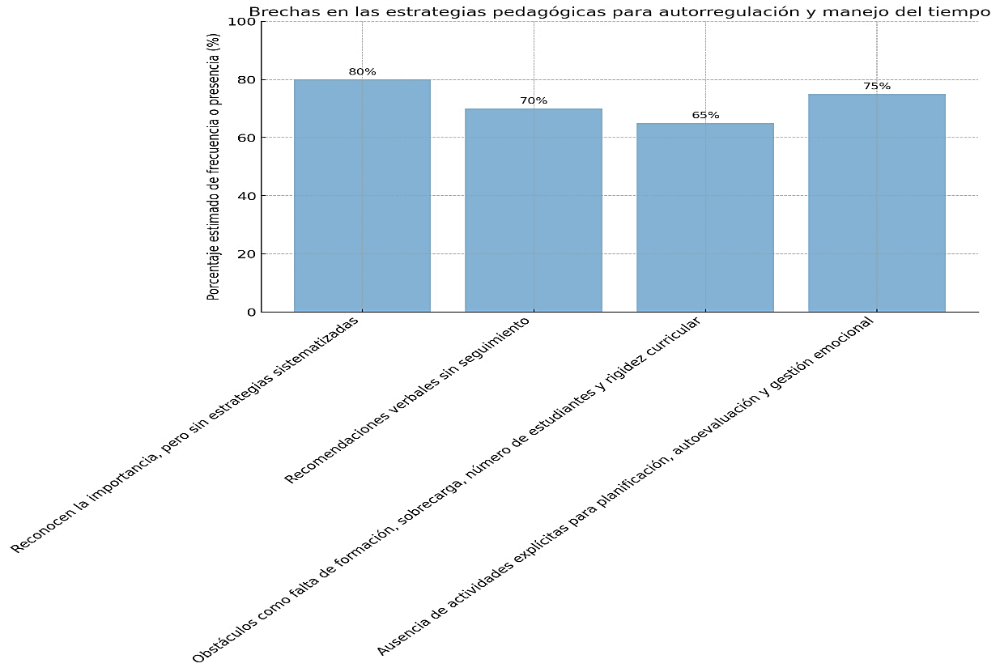 Brechas en las estrategias pedagógicas para autorregulación y manejo del tiempo
Porcentaje estimado de frecuencia o presencia (%)
100
80
60
40
20
0
80%
70%
65%
75%
Reconocen la importancia, pero sin estrategias sistematizadas
Recomendaciones verbales sin seguimiento
Obstáculos como falta de formación, sobrecarga, número de estudiantes y rigidez curricular
Ausencia de actividades explícitas para planificación, autoevaluación y gestión emocional